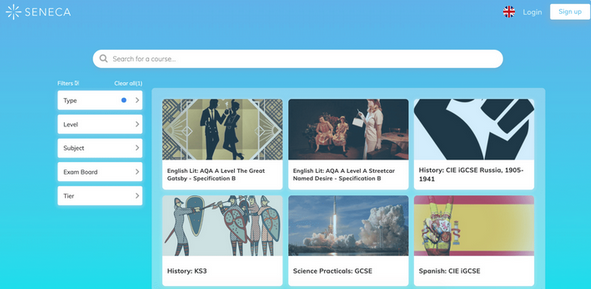 SENECA
Login
Sign up
Search for a course...
Filters
Clear all(1)
Type
Level
Subject
Exam Board
Tier
English Lit: AQA A Level The Great
Gatsby - Specification B
English Lit: AQA A Level A Streetcar
Named Desire - Specification B
History: CIE iGCSE Russia, 1905-
1941
History: KS3
Science Practicals: GCSE
Spanish: CIE iGCSE